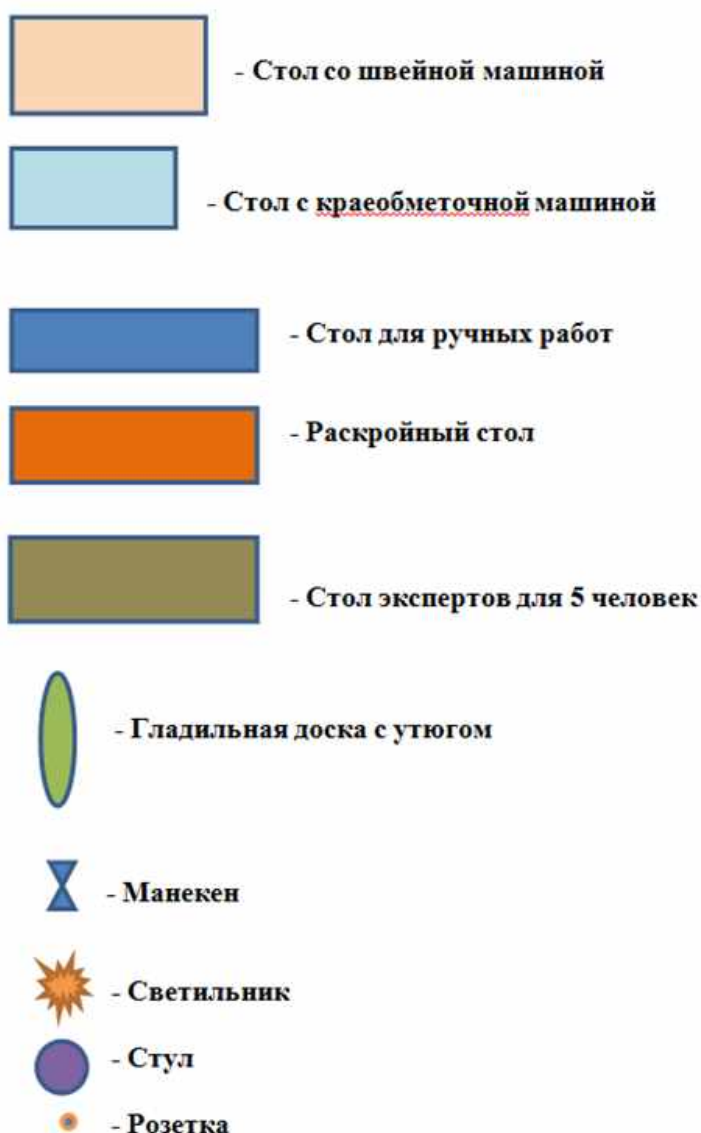 - Стол со швейной машиной
- Стол с краеобметочной машиной
- Стол для ручных работ
- Раскройный стол
- Стол экспертов для 5 человек
- Гладильная доска с утюгом
- Манекен
- Светильник
- Стул
- Розетка